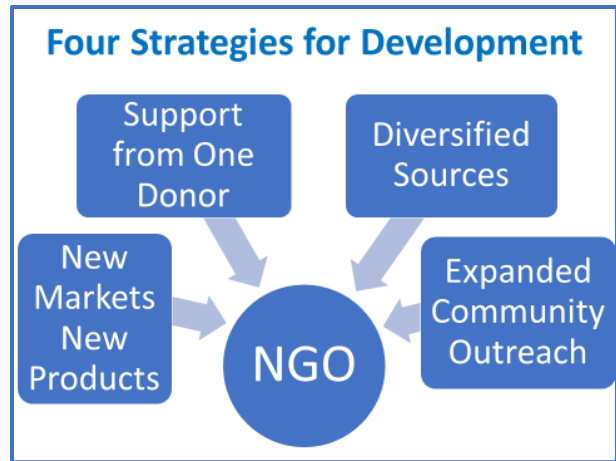 Four Strategies for Development
Support
from One
Donor
Diversified
Sources
New
Markets
New
Products
Expanded
Community
Outreach
NGO